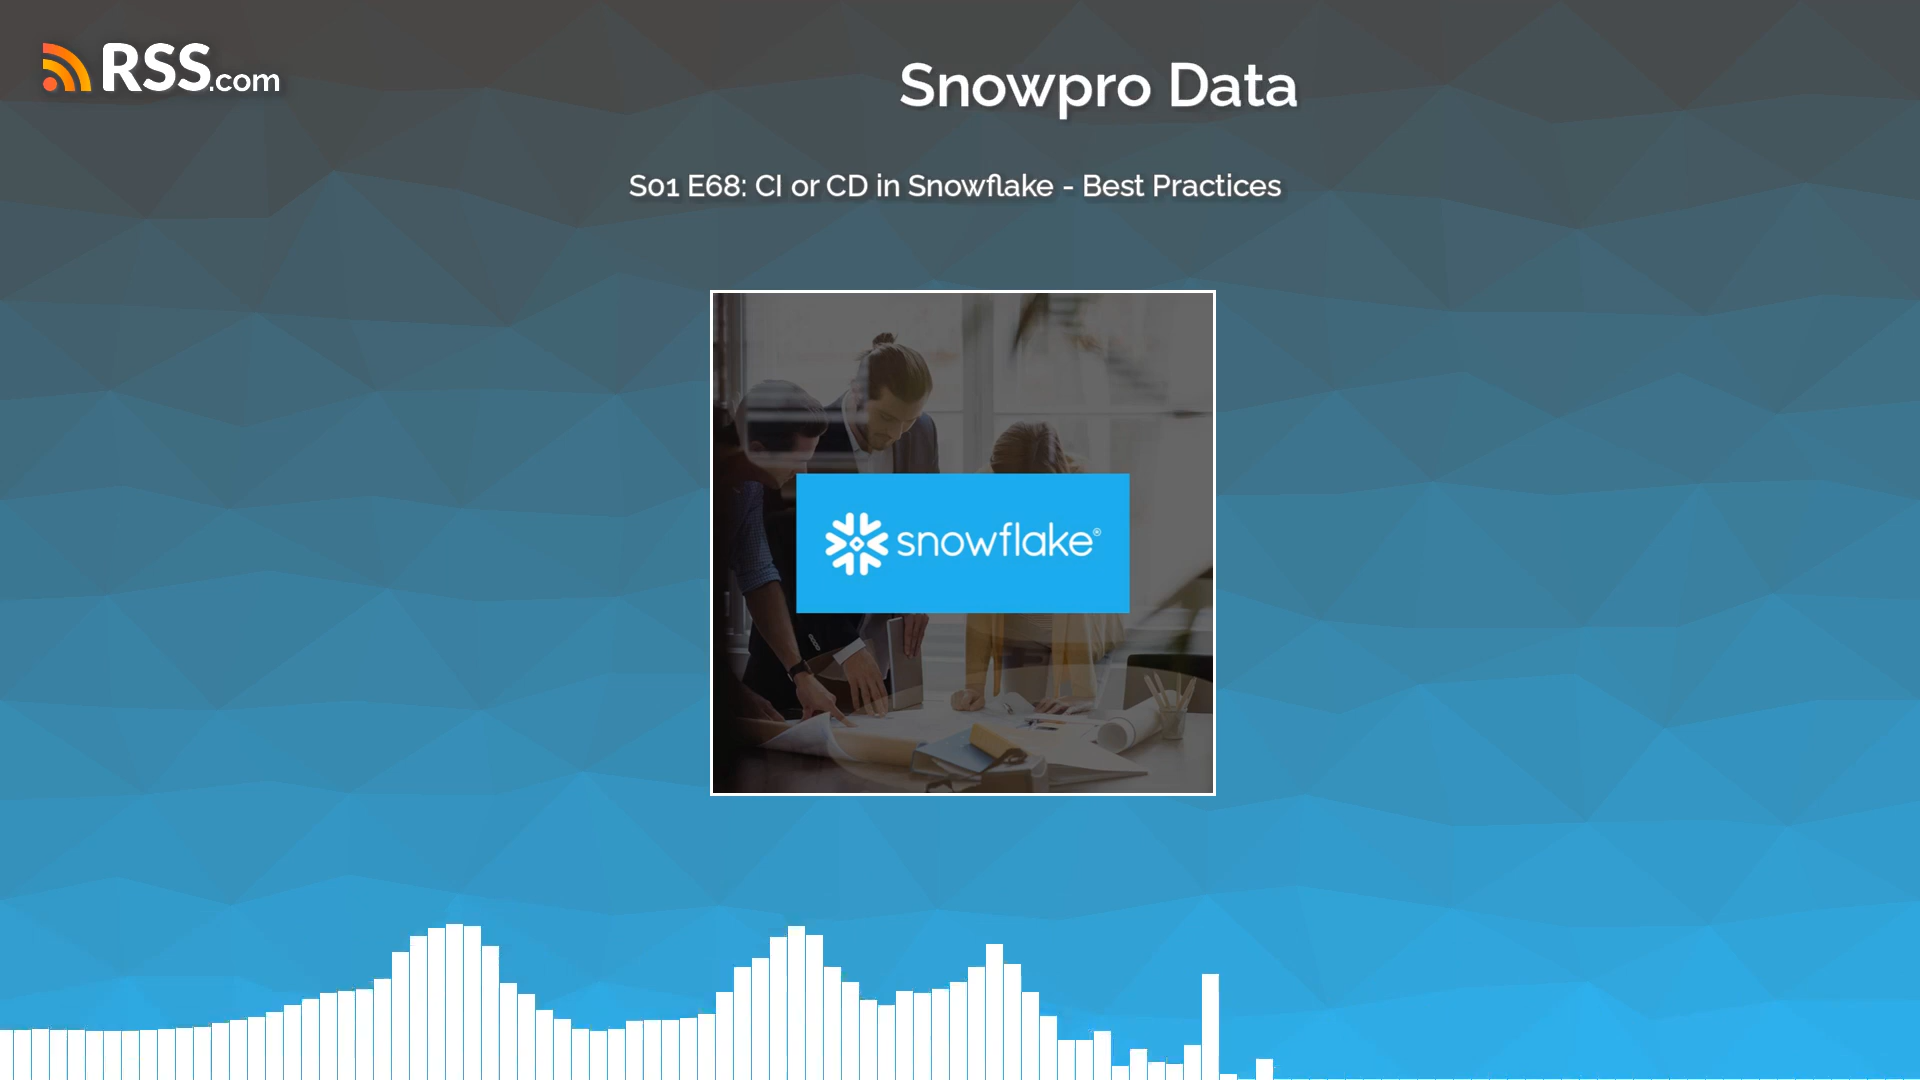 RSS.com
Snowpro Data
S01 E68: CI or CD in Snowflake - Best Practices
snowflake®